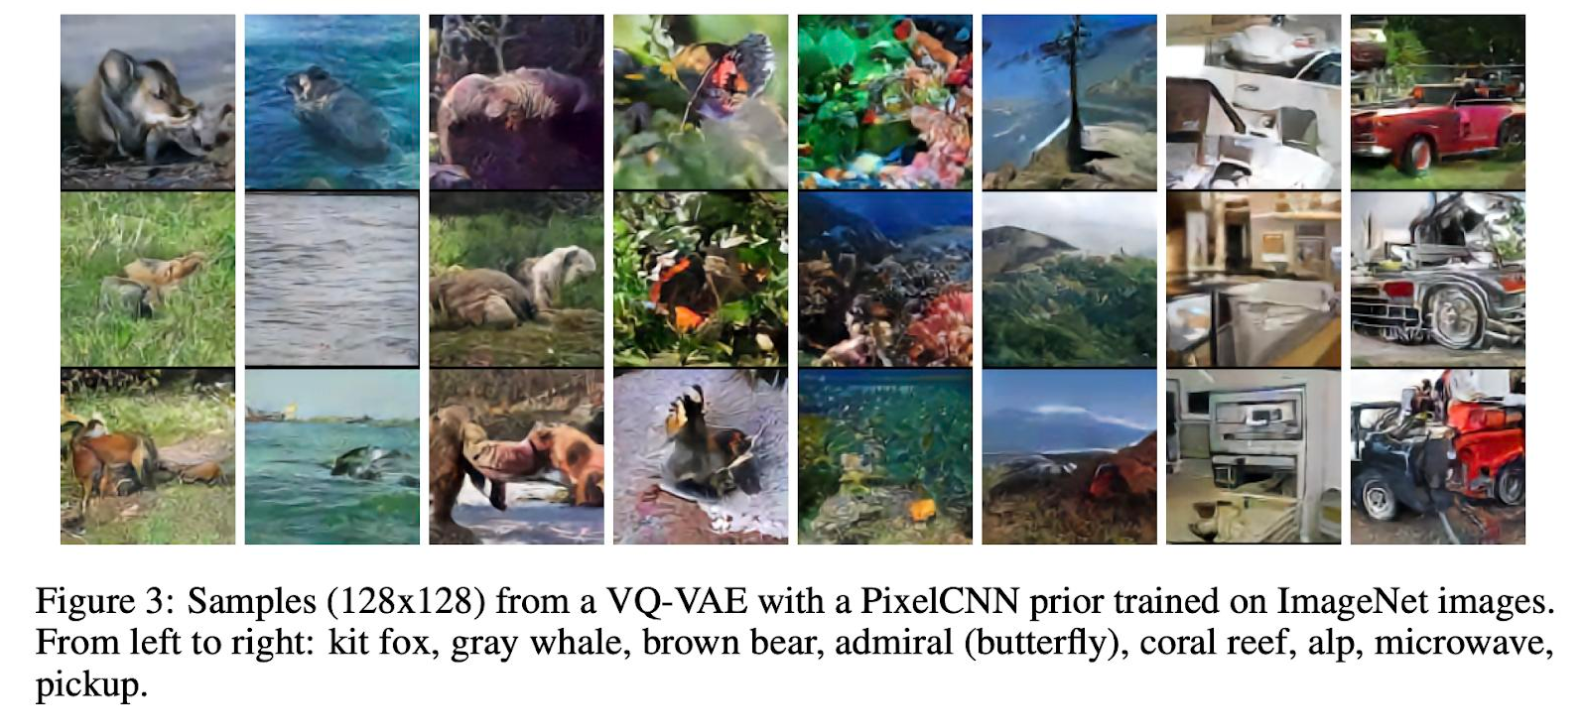 Figure 3: Samples (128x128) from a VQ-VAE with a PixelCNN prior trained on ImageNet images.
From left to right: kit fox, gray whale, brown bear, admiral (butterfly), coral reef, alp, microwave,
pickup.